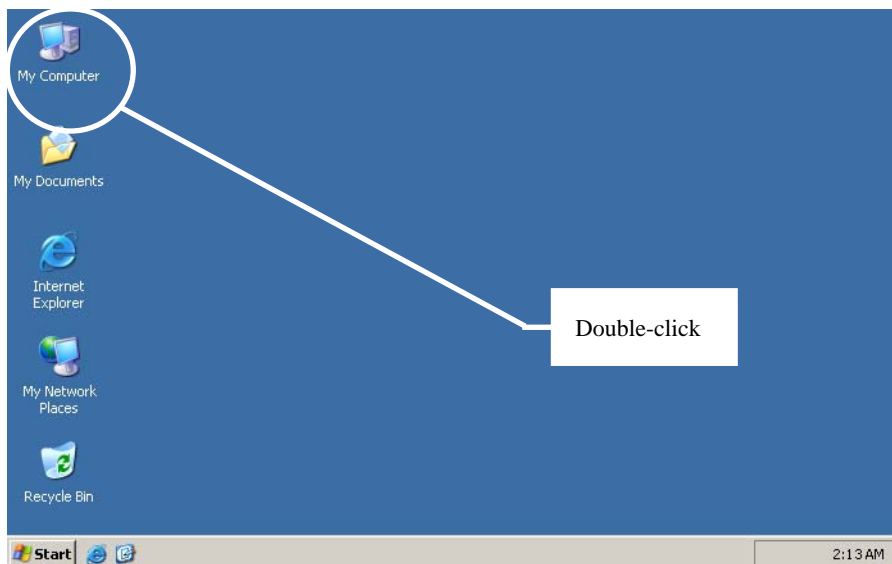 My Computer
My Documents
Internet
Explorer
Double-click
My Network
Places
Recycle Bin
Start
2:13 AM